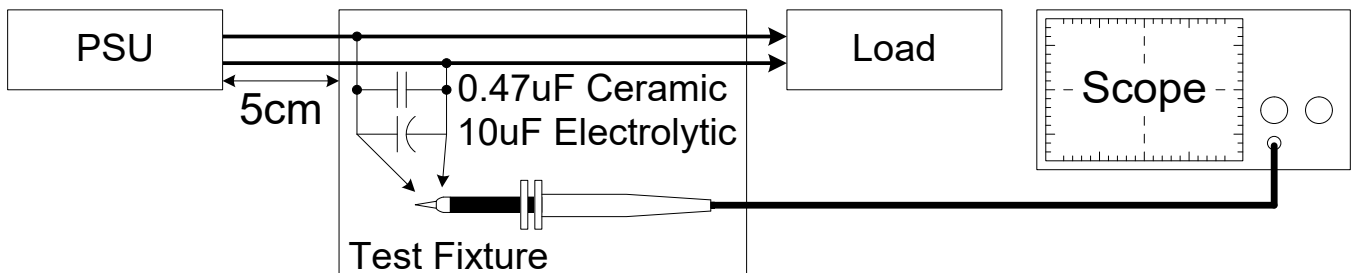 PSU
Load
Scope
5cm
0.47uF Ceramic
10uF Electrolytic
Test Fixture